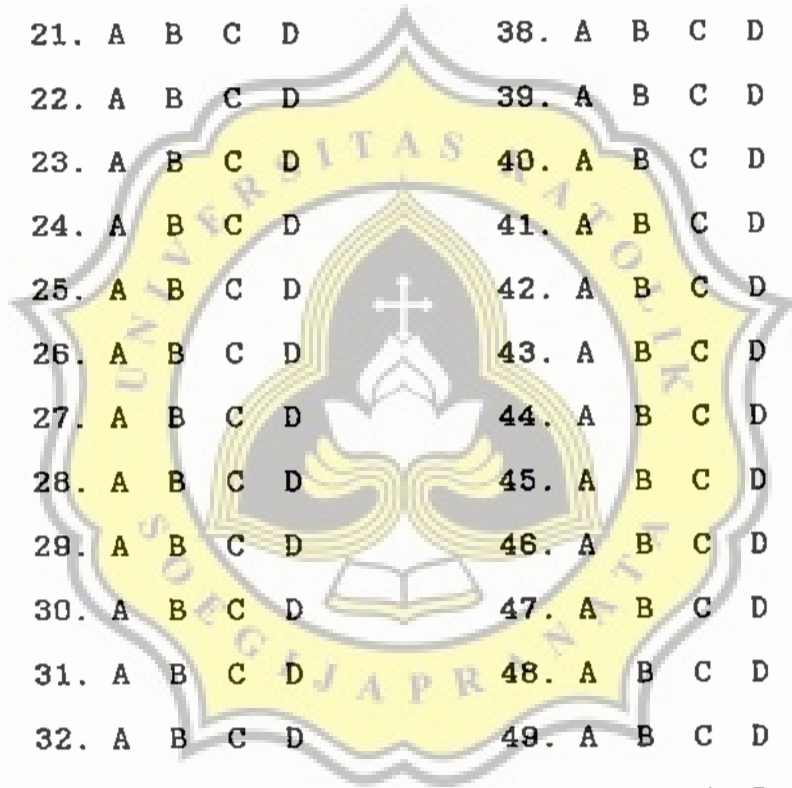 21. A B C D 38. A B C D
22. A B C D 39. A B C D
23. A B C D 40. A B C D
24. A B C D 41. A B C D
25. A B C D 42. A B C D
26. A B C D 43. A B C D
27. A B C D 44. A B C D
28. A B C D 45. A B C D
29. A B C D 46. A B C D
30. A B C D 47. A B C D
31. A B C D 48. A B C D
32. A B C D 49. A B C D
UNIVERSITAS KATOLIK
SOEGIJAPRANATA